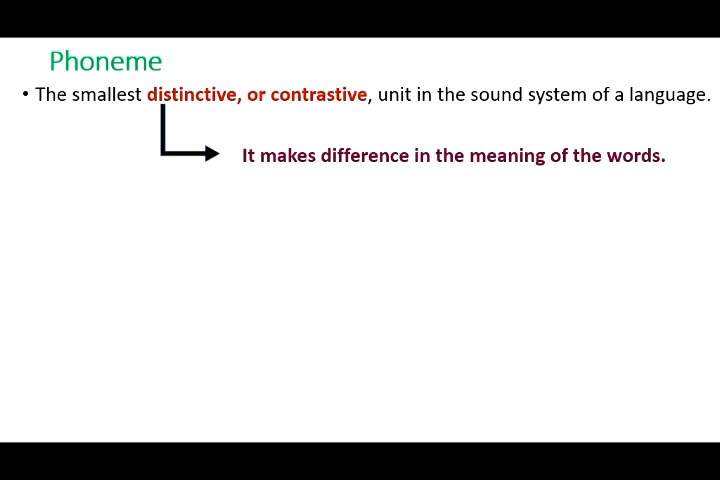 Phoneme
• The smallest distinctive, or contrastive, unit in the sound system of a language.
It makes difference in the meaning of the words.